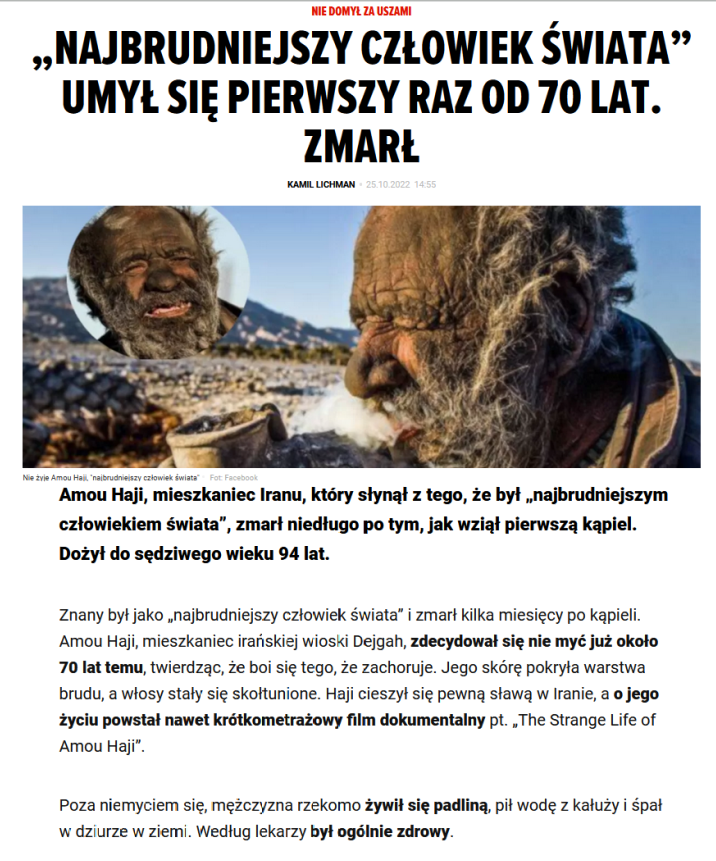 NIE DOMYŁ ZA USZAMI
„NAJBRUDNIEJSZY CZŁOWIEK ŚWIATA”
UMYŁ SIĘ PIERWSZY RAZ OD 70 LAT.
ZMARŁ
KAMIL LICHMAN • 25.10.2022 14:55
Nie żyje Amou Haji, "najbrudniejszy człowiek świata" Fot: Facebook
Amou Haji, mieszkaniec Iranu, który słynął z tego, że był „najbrudniejszym
człowiekiem świata”, zmarł niedługo po tym, jak wziął pierwszą kąpiel.
Dożył do sędziwego wieku 94 lat.
Znany był jako „najbrudniejszy człowiek świata” i zmarł kilka miesięcy po kąpieli.
Amou Haji, mieszkaniec irańskiej wioski Dejgah, zdecydował się nie myć już około
70 lat temu, twierdząc, że boi się tego, że zachoruje. Jego skórę pokryła warstwa
brudu, a włosy stały się skołtunione. Haji cieszył się pewną sławą w Iranie, a o jego
życiu powstał nawet krótkometrażowy film dokumentalny pt. „The Strange Life of
Amou Haji”.
Poza niemyciem się, mężczyzna rzekomo żywił się padliną, pił wodę z kałuży i spał
w dziurze w ziemi. Według lekarzy był ogólnie zdrowy.